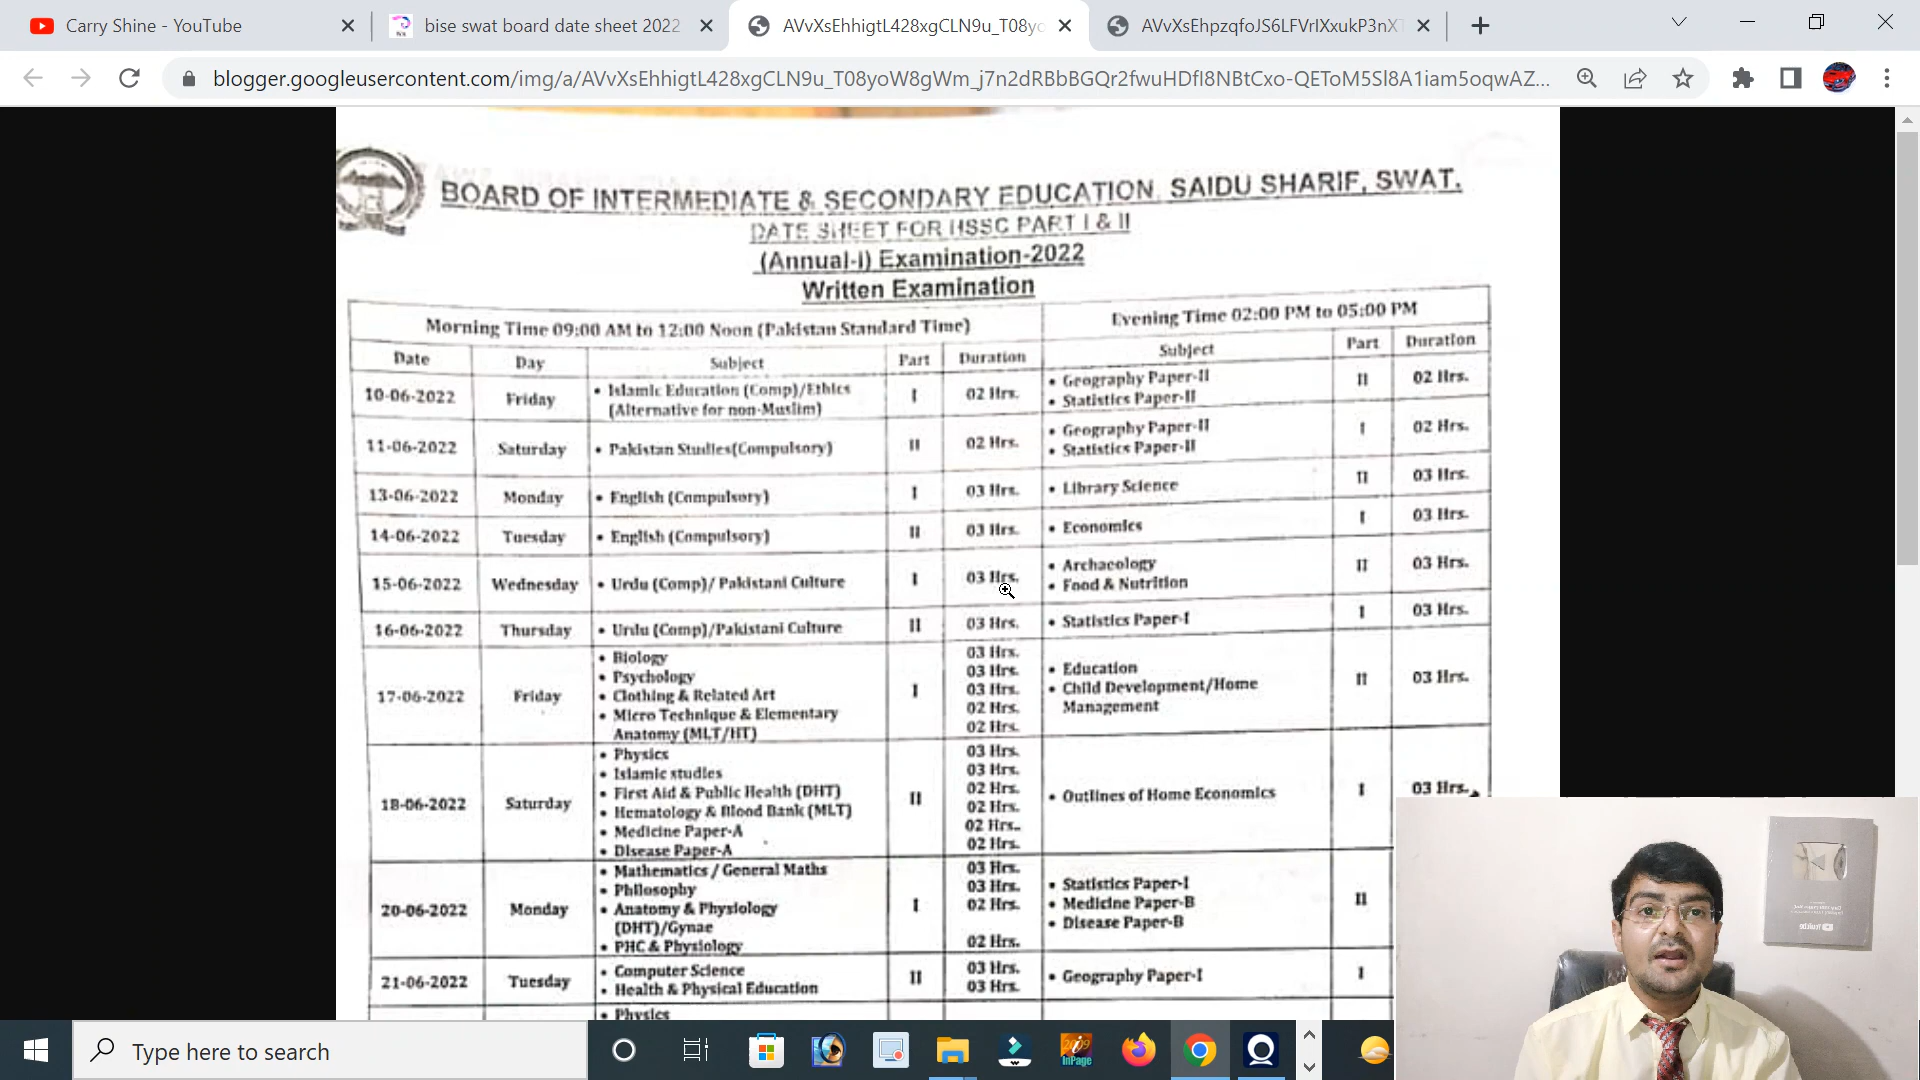 Carry Shine - YouTube
bise swat board date sheet 2022
AVvXsEhhigtL428xgCLN9u_T08yo
AVvXsEhpzqfoJS6LFVrIXxukP3nXT
blogger.googleusercontent.com/img/a/AVvXsEhhigtL428xgCLN9u_T08yoW8gWm_j7n2dRBbBGQr2fwuHDfl8NBtCxo-QEToM5Sl8A1iam5oqwAZ...
BOARD OF INTERMEDIATE & SECONDARY EDUCATION, SAIDU SHARIF, SWAT.
DATE SHEET FOR HSSC PART I & II
(Annual-I) Examination-2022
Written Examination
Morning Time 09:00 AM to 12:00 Noon (Pakistan Standard Time) Evening Time 02:00 PM to 05:00 PM
Date Day Subject Part Duration Subject Part Duration
10-06-2022 Friday • Islamic Education (Comp)/Ethics (Alternative for non-Muslim) I 02 Hrs. • Geography Paper-II • Statistics Paper-II II 02 Hrs.
11-06-2022 Saturday • Pakistan Studies(Compulsory) II 02 Hrs. • Geography Paper-II • Statistics Paper-II I 02 Hrs.
13-06-2022 Monday • English (Compulsory) I 03 Hrs. • Library Science II 03 Hrs.
14-06-2022 Tuesday • English (Compulsory) II 03 Hrs. • Economics I 03 Hrs.
15-06-2022 Wednesday • Urdu (Comp)/ Pakistani Culture I 03 Hrs. • Archaeology • Food & Nutrition II 03 Hrs.
16-06-2022 Thursday • Urdu (Comp)/Pakistani Culture II 03 Hrs. • Statistics Paper-I I 03 Hrs.
17-06-2022 Friday I II 03 Hrs.
• Biology 03 Hrs.
• Psychology 03 Hrs. • Education
• Clothing & Related Art 03 Hrs. • Child Development/Home
• Micro Technique & Elementary 02 Hrs. Management
Anatomy (MLT/HT) 02 Hrs.
18-06-2022 Saturday II • Outlines of Home Economics I 03 Hrs.
• Physics 03 Hrs.
• Islamic studies 03 Hrs.
• First Aid & Public Health (DHT) 02 Hrs.
• Hematology & Blood Bank (MLT) 02 Hrs.
• Medicine Paper-A 02 Hrs.
• Disease Paper-A 02 Hrs.
20-06-2022 Monday I II
• Mathematics / General Maths 03 Hrs.
• Philosophy 03 Hrs. • Statistics Paper-I
• Anatomy & Physiology 02 Hrs. • Medicine Paper-B
(DHT)/Gynae • Disease Paper-B
• PHC & Physiology 02 Hrs.
21-06-2022 Tuesday II • Geography Paper-I I
• Computer Science 03 Hrs.
• Health & Physical Education 03 Hrs.
• Physics
YouTube
Type here to search
2009
InPage